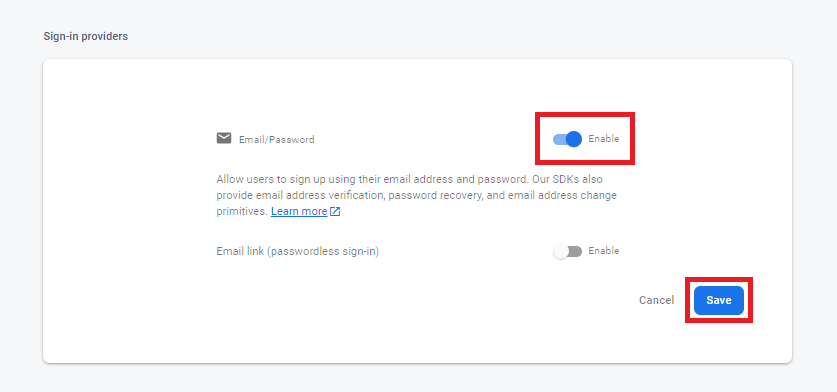 Sign-in providers
Email/Password
Enable
Allow users to sign up using their email address and password. Our SDKs also
provide email address verification, password recovery, and email address change
primitives. Learn more
Email link (passwordless sign-in)
Enable
Cancel
Save